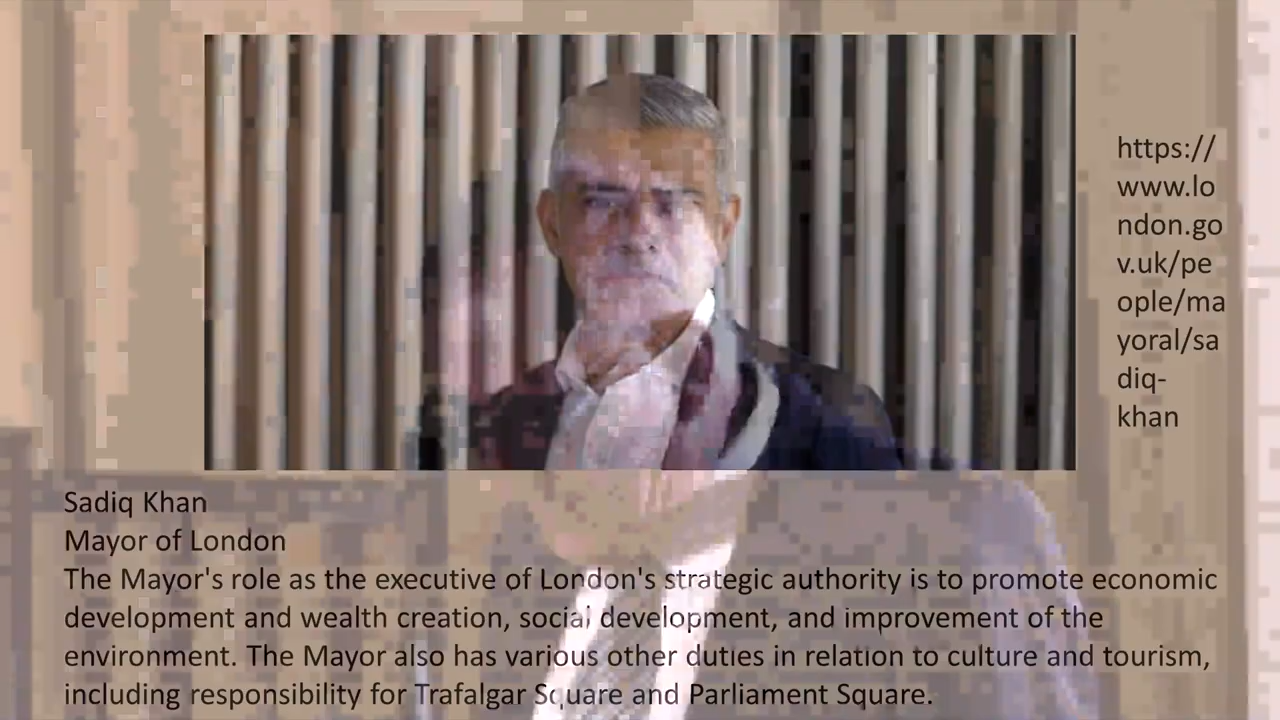 https://
www.lo
ndon.go
v.uk/pe
ople/ma
yoral/sa
diq-
khan
Sadiq Khan
Mayor of London
The Mayor's role as the executive of London's strategic authority is to promote economic
development and wealth creation, social development, and improvement of the
environment. The Mayor also has various other duties in relation to culture and tourism,
including responsibility for Trafalgar Square and Parliament Square.